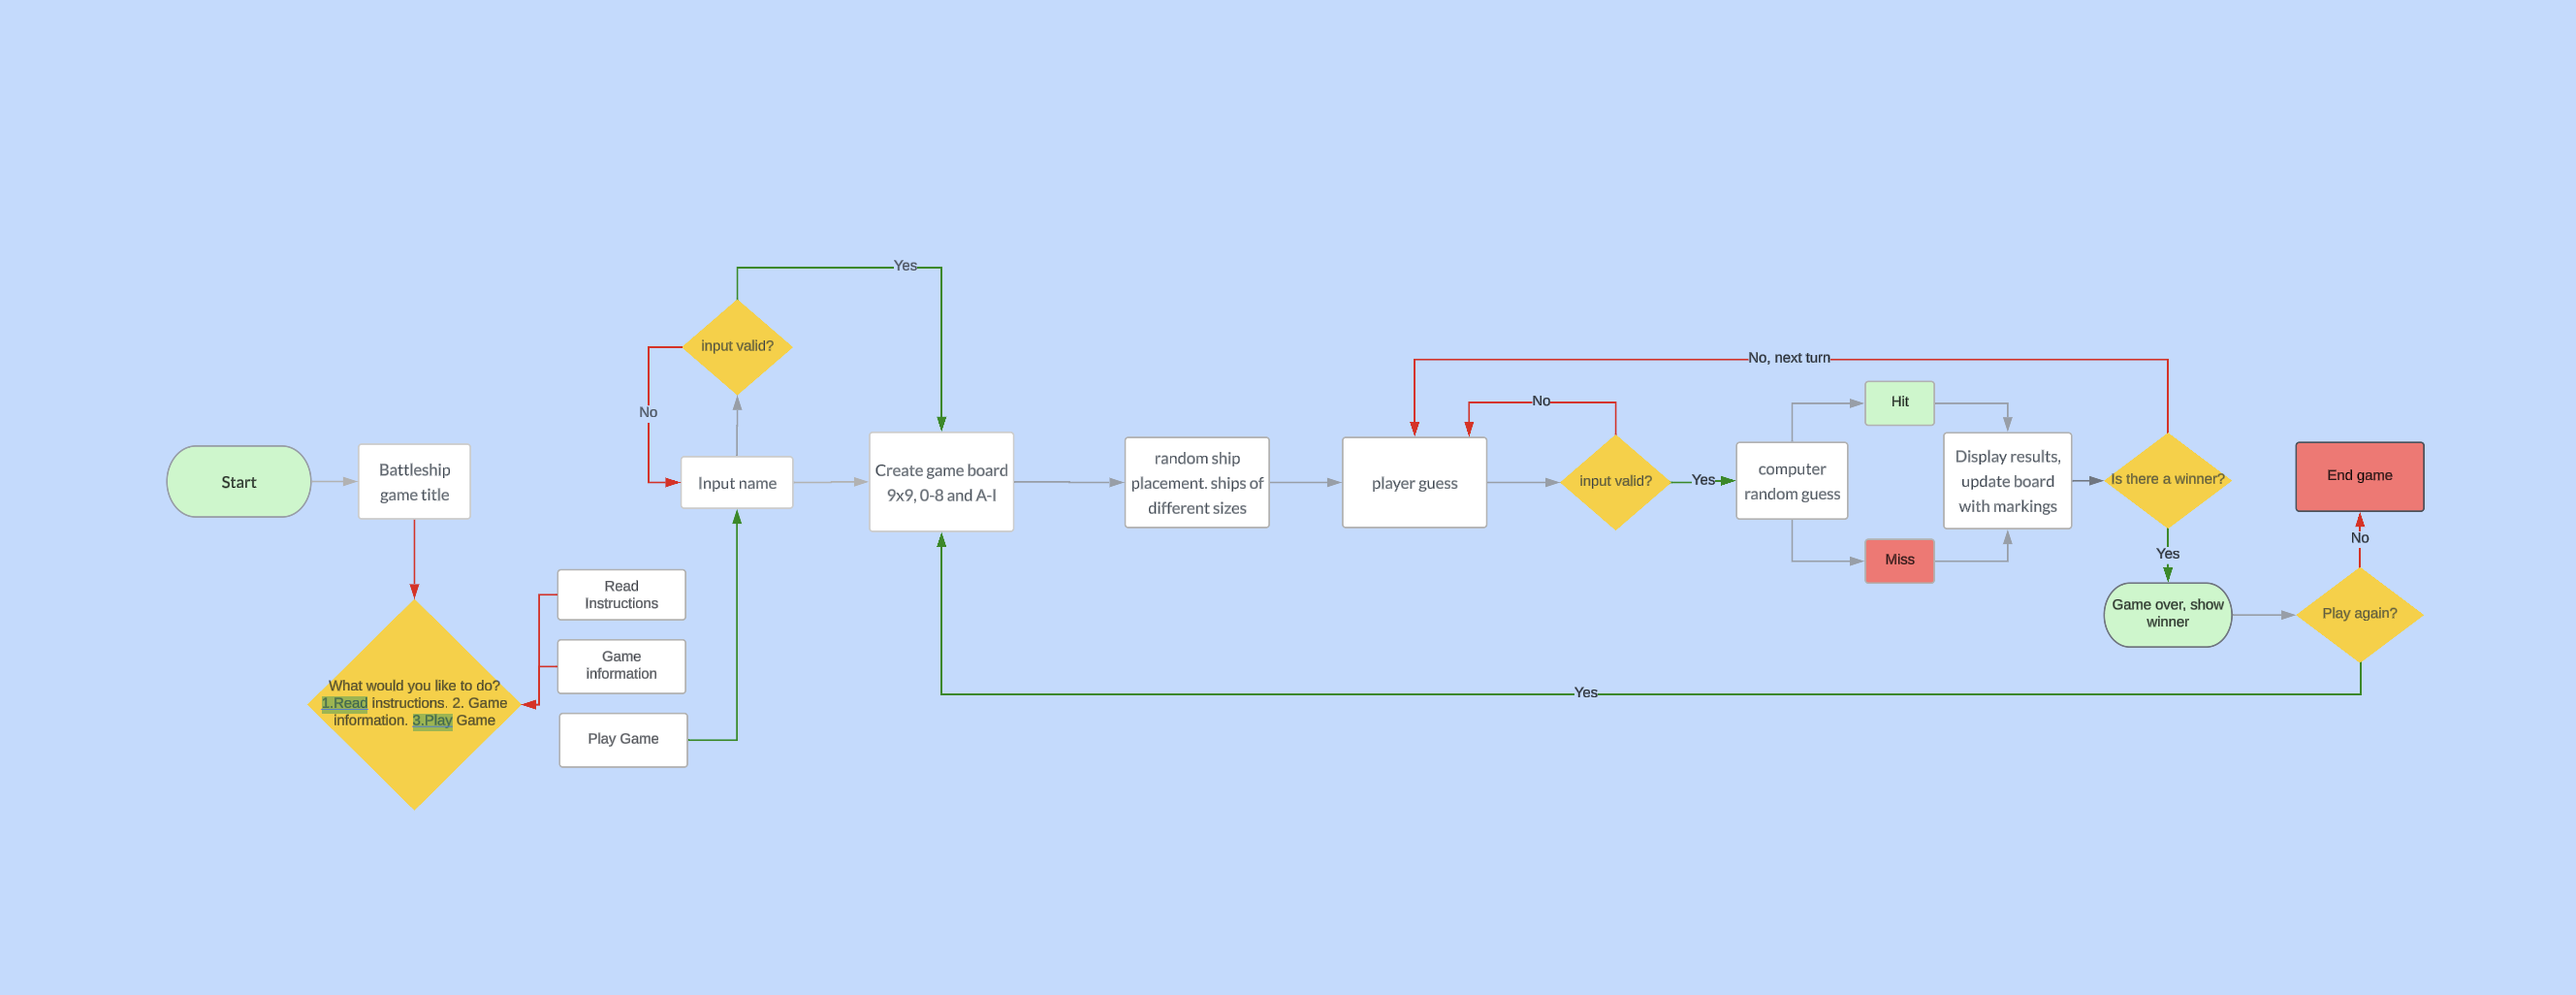 Start
Battleship
game title
What would you like to do?
1.Read instructions. 2. Game
information. 3.Play Game
Read
Instructions
Game
information
Play Game
Input name
input valid?
No
Yes
Create game board
9x9, 0-8 and A-I
random ship
placement. ships of
different sizes
player guess
input valid?
No
Yes
computer
random guess
Hit
Miss
Display results,
update board
with markings
Is there a winner?
No, next turn
Yes
Game over, show
winner
Play again?
No
End game
Yes